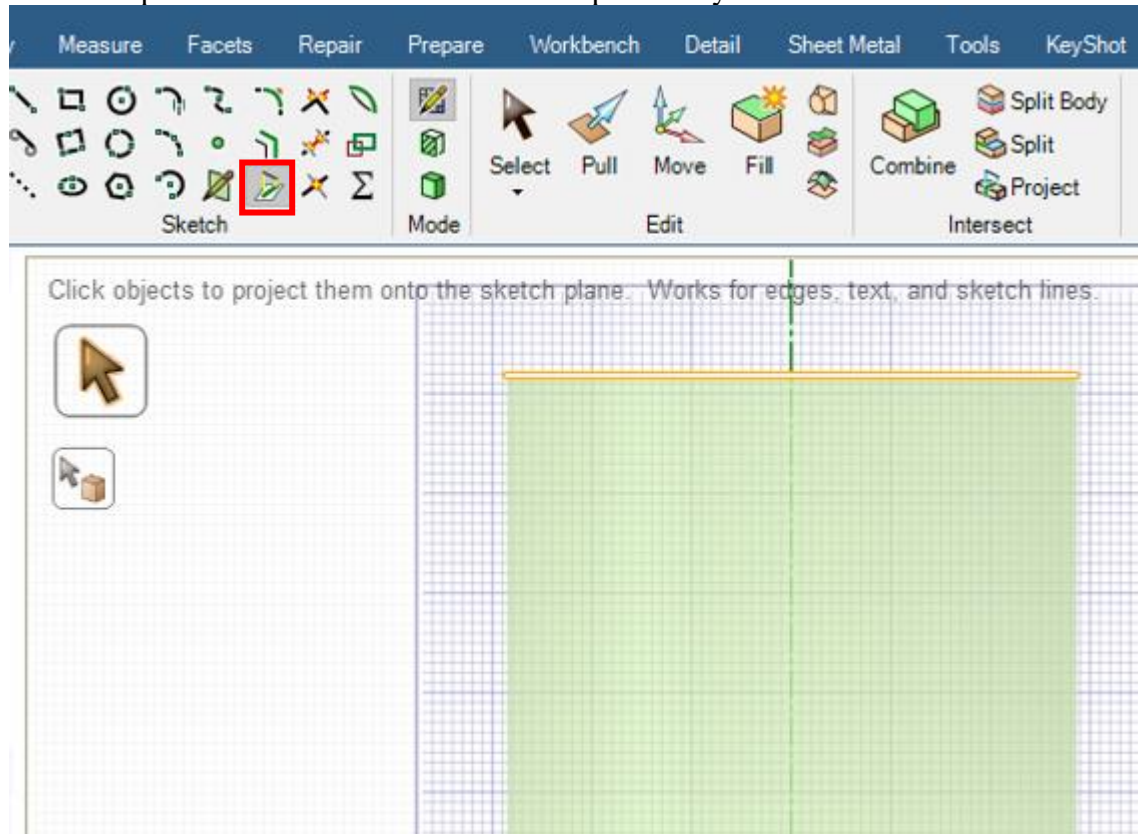 Measure Facets Repair Prepare Workbench Detail Sheet Metal Tools KeyShot
Select Pull Move Fill Combine Split Body
Split
Project
Sketch Mode Edit Intersect
Click objects to project them onto the sketch plane. Works for edges, text, and sketch lines.